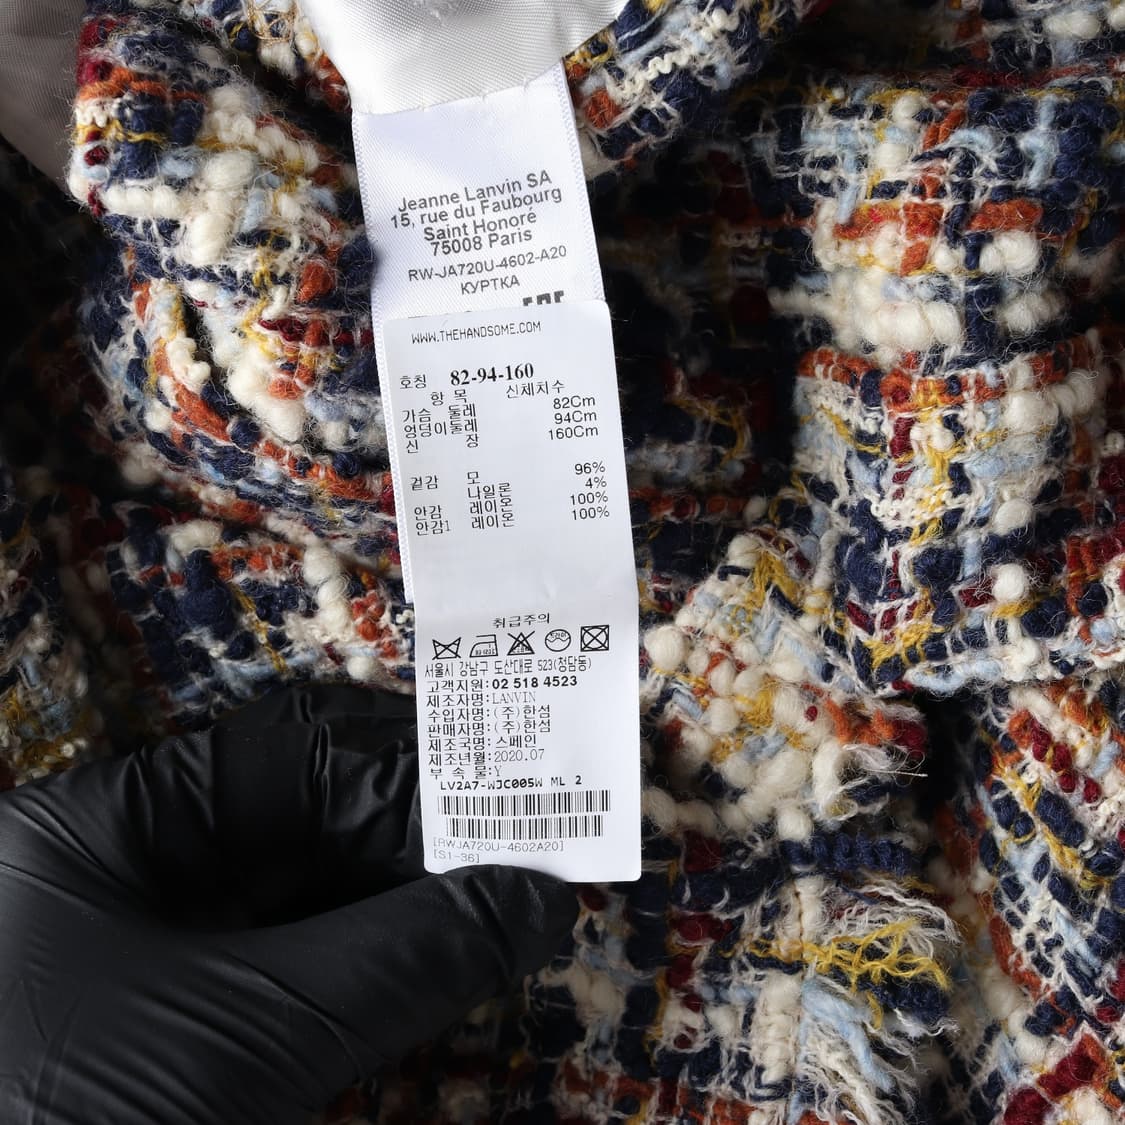 Jeanne Lanvin SA
15, rue du Faubourg
Saint Honoré
75008 Paris
RW-JA720U-4602-A20
КУРТКА
WWW.THEHANDSOME.COM
호칭 82-94-160
항 목 신체치수
가슴 둘레 82Cm
엉덩이둘레 94Cm
신 장 160Cm
겉감 모 96%
나일론 4%
안감 레이온 100%
안감1 레이온 100%
취급주의
서울시 강남구 도산대로 523(청담동)
고객지원:02 518 4523
제조자명:LANVIN
수입자명:(주)한섬
판매자명:(주)한섬
제조국명:스페인
제조년월:2020.07
부 속 물:Y
LV2A7-WJC005W ML 2
[RWJA720U-4602A20]
[S1-36]